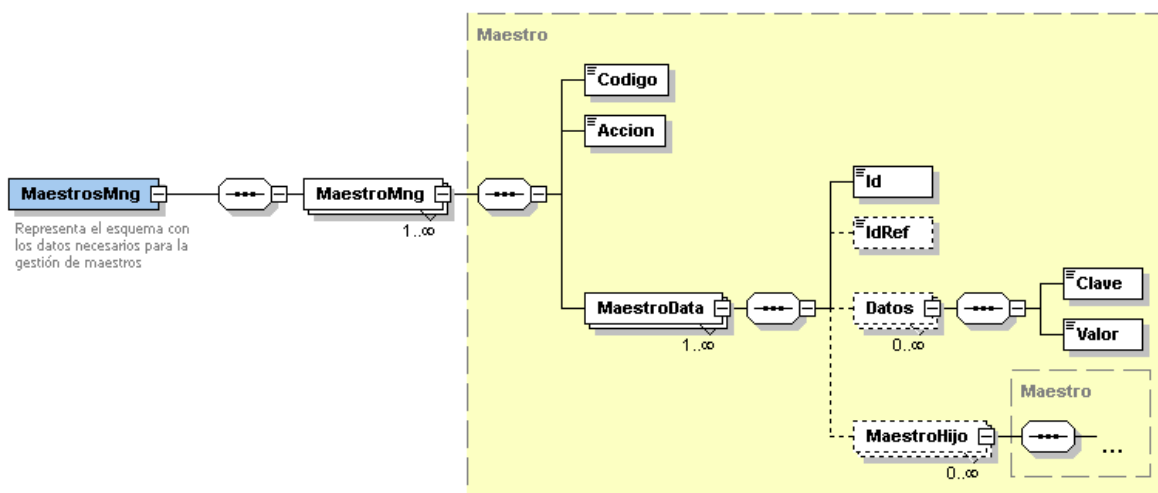 Maestro
Codigo
Accion
MaestrosMng
MaestroMng
1..∞
Representa el esquema con
los datos necesarios para la
gestión de maestros
Id
IdRef
MaestroData
1..∞
Datos
0..∞
Clave
Valor
MaestroHijo
0..∞
Maestro
...